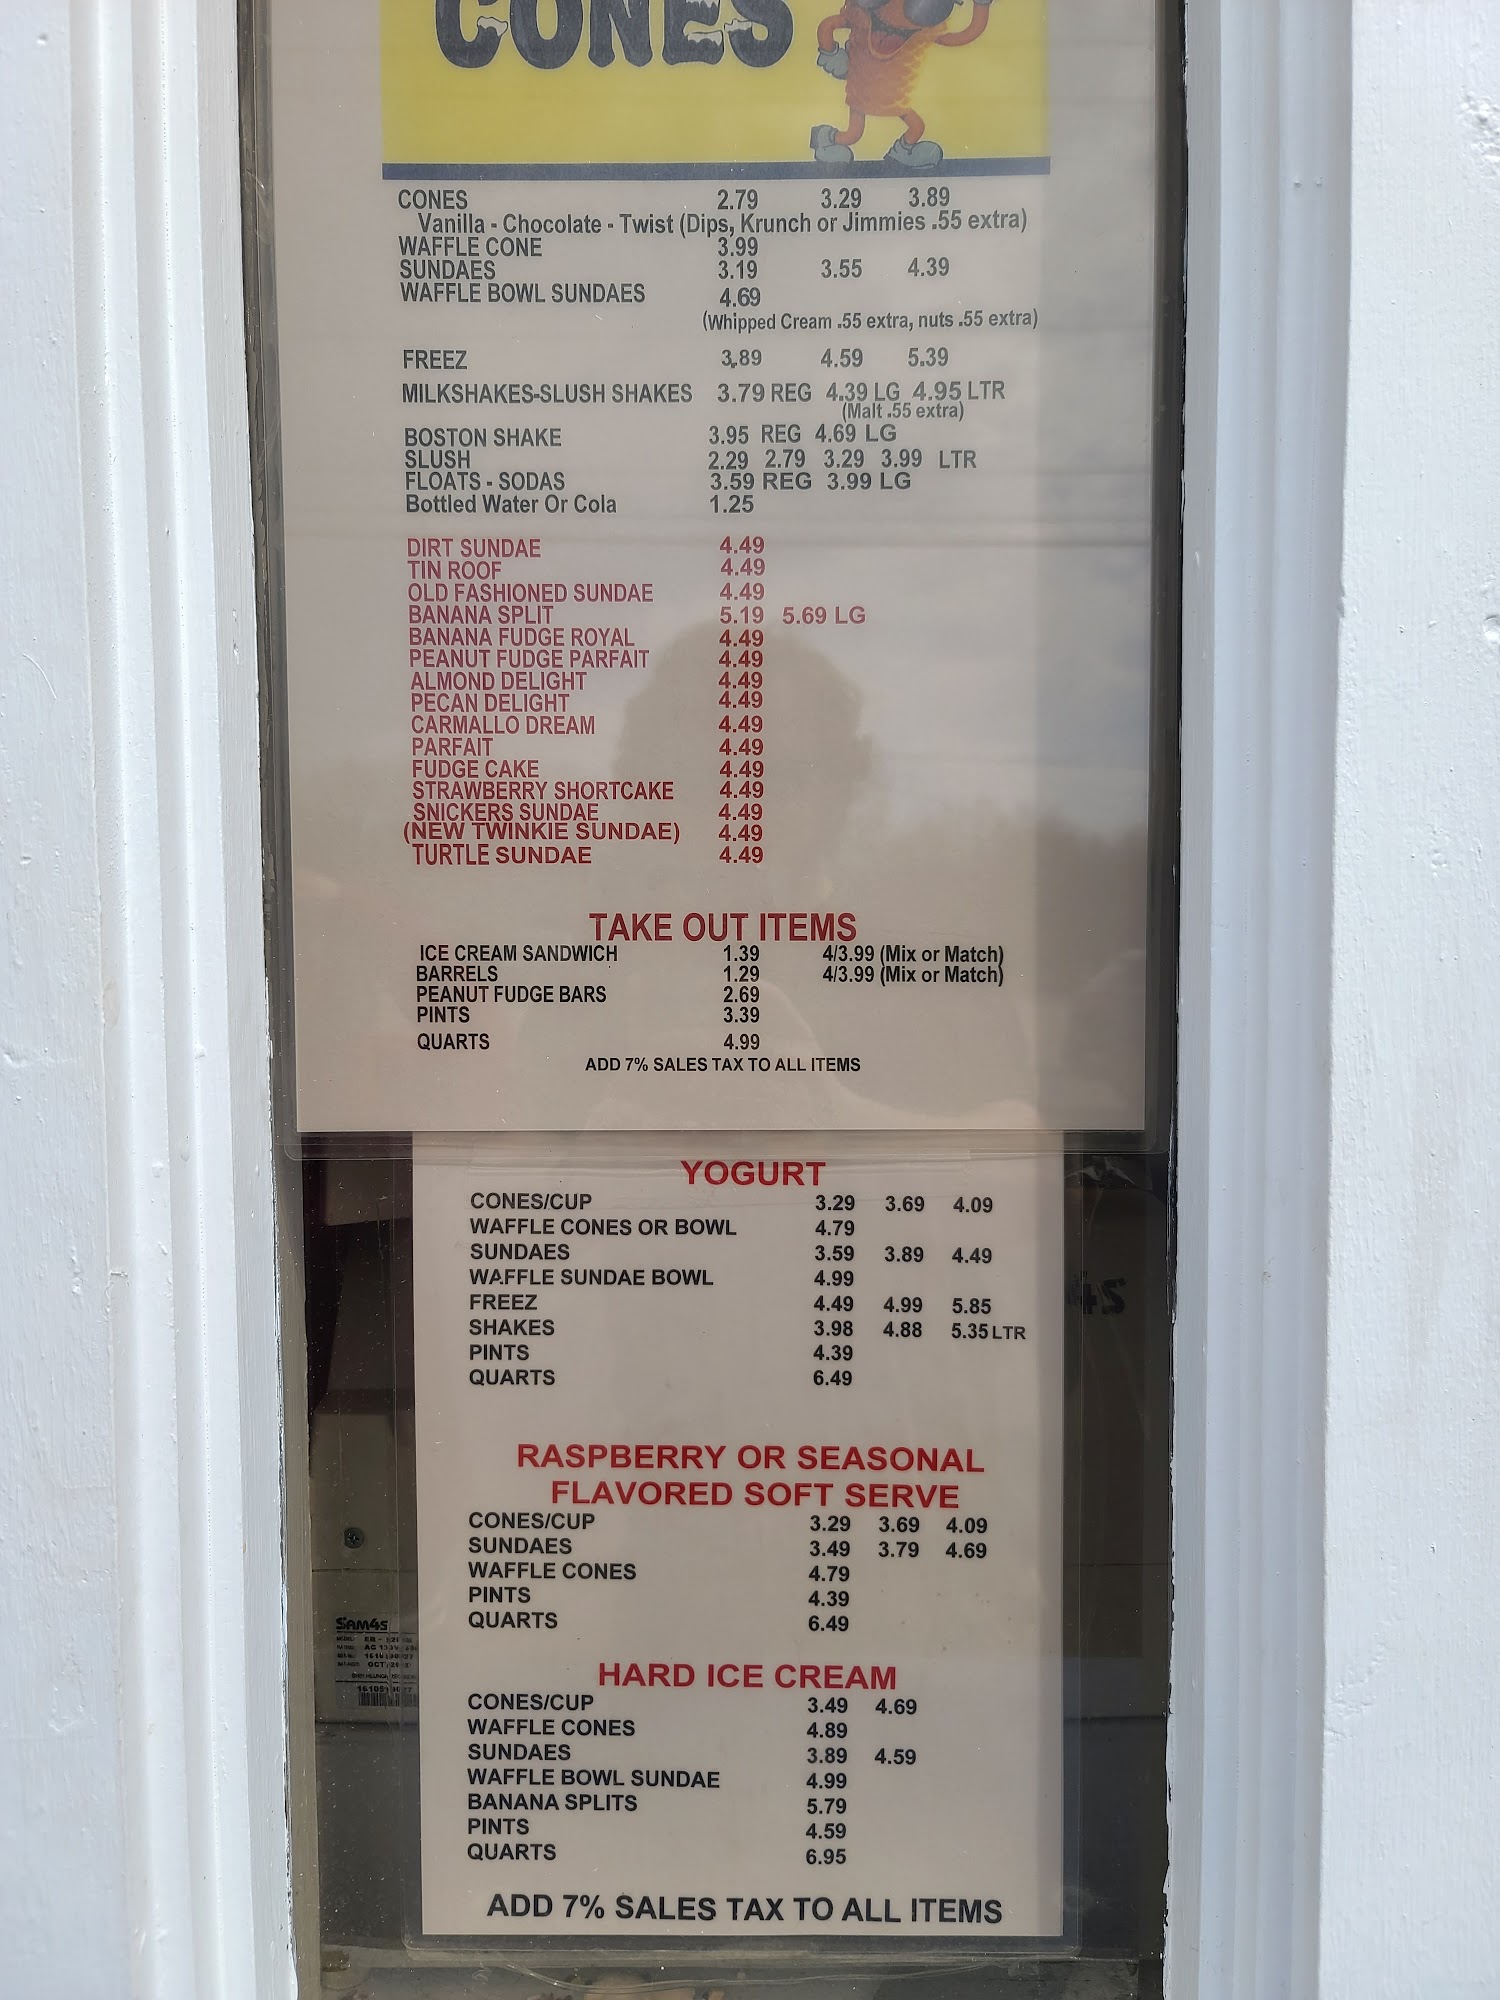 CONES
CONES 2.79 3.29 3.89
Vanilla - Chocolate - Twist (Dips, Krunch or Jimmies .55 extra)
WAFFLE CONE 3.99
SUNDAES 3.19 3.55 4.39
WAFFLE BOWL SUNDAES 4.69
(Whipped Cream .55 extra, nuts .55 extra)
FREEZ 3.89 4.59 5.39
MILKSHAKES-SLUSH SHAKES 3.79 REG 4.39 LG 4.95 LTR
(Malt .55 extra)
BOSTON SHAKE 3.95 REG 4.69 LG
SLUSH 2.29 2.79 3.29 3.99 LTR
FLOATS - SODAS 3.59 REG 3.99 LG
Bottled Water Or Cola 1.25
DIRT SUNDAE 4.49
TIN ROOF 4.49
OLD FASHIONED SUNDAE 4.49
BANANA SPLIT 5.19 5.69 LG
BANANA FUDGE ROYAL 4.49
PEANUT FUDGE PARFAIT 4.49
ALMOND DELIGHT 4.49
PECAN DELIGHT 4.49
CARMALLO DREAM 4.49
PARFAIT 4.49
FUDGE CAKE 4.49
STRAWBERRY SHORTCAKE 4.49
SNICKERS SUNDAE 4.49
(NEW TWINKIE SUNDAE) 4.49
TURTLE SUNDAE 4.49
TAKE OUT ITEMS
ICE CREAM SANDWICH 1.39 4/3.99 (Mix or Match)
BARRELS 1.29 4/3.99 (Mix or Match)
PEANUT FUDGE BARS 2.69
PINTS 3.39
QUARTS 4.99
ADD 7% SALES TAX TO ALL ITEMS
YOGURT
CONES/CUP 3.29 3.69 4.09
WAFFLE CONES OR BOWL 4.79
SUNDAES 3.59 3.89 4.49
WAFFLE SUNDAE BOWL 4.99
FREEZ 4.49 4.99 5.85
SHAKES 3.98 4.88 5.35 LTR
PINTS 4.39
QUARTS 6.49
RASPBERRY OR SEASONAL
FLAVORED SOFT SERVE
CONES/CUP 3.29 3.69 4.09
SUNDAES 3.49 3.79 4.69
WAFFLE CONES 4.79
PINTS 4.39
QUARTS 6.49
SAM4S
HARD ICE CREAM
CONES/CUP 3.49 4.69
WAFFLE CONES 4.89
SUNDAES 3.89 4.59
WAFFLE BOWL SUNDAE 4.99
BANANA SPLITS 5.79
PINTS 4.59
QUARTS 6.95
ADD 7% SALES TAX TO ALL ITEMS